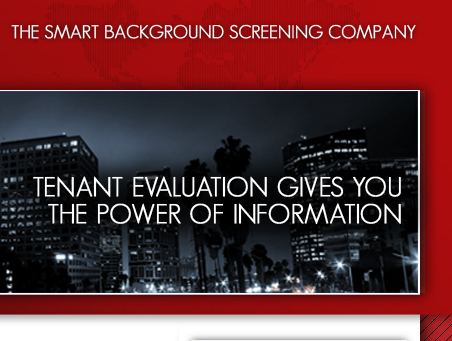 THE SMART BACKGROUND SCREENING COMPANY
TENANT EVALUATION GIVES YOU
THE POWER OF INFORMATION